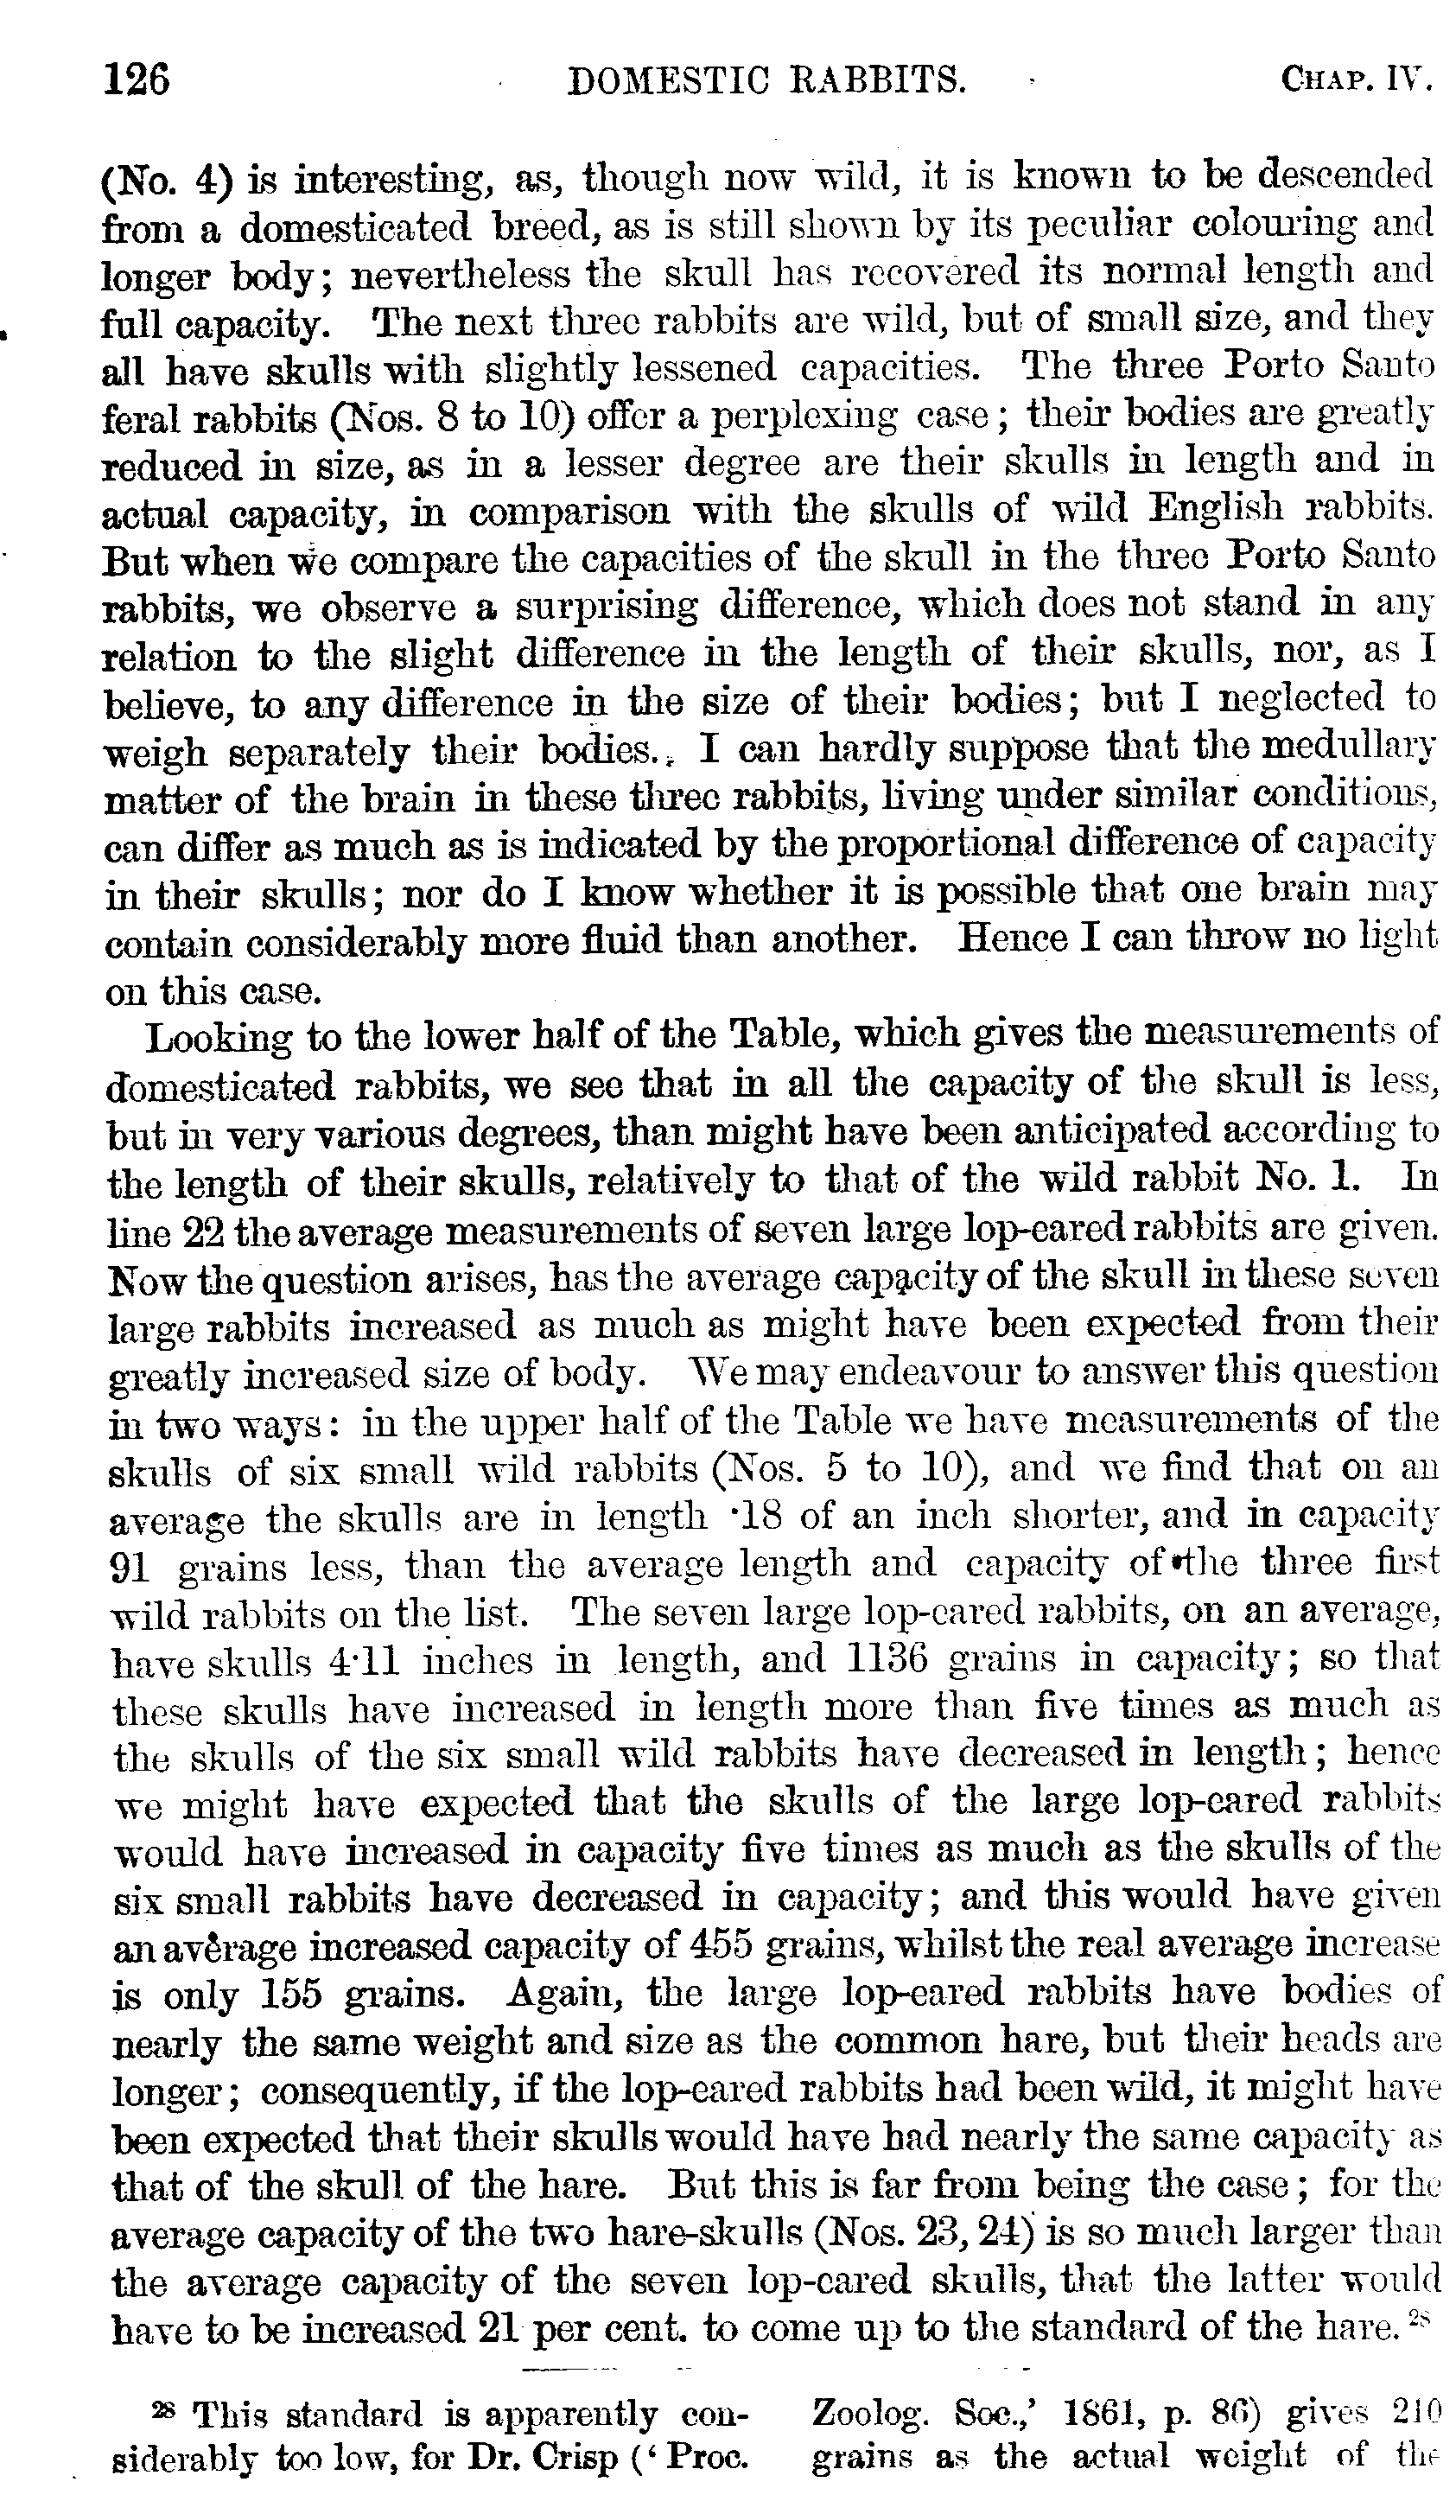 126 DOMESTIC RABBITS. CHAP. IV.
(No. 4) is interesting, as, though now wild, it is known to be descended
from a domesticated breed, as is still shown by its peculiar colouring and
longer body; nevertheless the skull has recovered its normal length and
full capacity. The next three rabbits are wild, but of small size, and they
all have skulls with slightly lessened capacities. The three Porto Santo
feral rabbits (Nos. 8 to 10) offer a perplexing case; their bodies are greatly
reduced in size, as in a lesser degree are their skulls in length and in
actual capacity, in comparison with the skulls of wild English rabbits.
But when we compare the capacities of the skull in the three Porto Santo
rabbits, we observe a surprising difference, which does not stand in any
relation to the slight difference in the length of their skulls, nor, as I
believe, to any difference in the size of their bodies; but I neglected to
weigh separately their bodies. I can hardly suppose that the medullary
matter of the brain in these three rabbits, living under similar conditions,
can differ as much as is indicated by the proportional difference of capacity
in their skulls; nor do I know whether it is possible that one brain may
contain considerably more fluid than another. Hence I can throw no light
on this case.
Looking to the lower half of the Table, which gives the measurements of
domesticated rabbits, we see that in all the capacity of the skull is less,
but in very various degrees, than might have been anticipated according to
the length of their skulls, relatively to that of the wild rabbit No. 1. In
line 22 the average measurements of seven large lop-eared rabbits are given.
Now the question arises, has the average capacity of the skull in these seven
large rabbits increased as much as might have been expected from their
greatly increased size of body. We may endeavour to answer this question
in two ways: in the upper half of the Table we have measurements of the
skulls of six small wild rabbits (Nos. 5 to 10), and we find that on an
average the skulls are in length ·18 of an inch shorter, and in capacity
91 grains less, than the average length and capacity of the three first
wild rabbits on the list. The seven large lop-eared rabbits, on an average,
have skulls 4·11 inches in length, and 1136 grains in capacity; so that
these skulls have increased in length more than five times as much as
the skulls of the six small wild rabbits have decreased in length; hence
we might have expected that the skulls of the large lop-eared rabbits
would have increased in capacity five times as much as the skulls of the
six small rabbits have decreased in capacity; and this would have given
an average increased capacity of 455 grains, whilst the real average increase
is only 155 grains. Again, the large lop-eared rabbits have bodies of
nearly the same weight and size as the common hare, but their heads are
longer; consequently, if the lop-eared rabbits had been wild, it might have
been expected that their skulls would have had nearly the same capacity as
that of the skull of the hare. But this is far from being the case; for the
average capacity of the two hare-skulls (Nos. 23, 24) is so much larger than
the average capacity of the seven lop-eared skulls, that the latter would
have to be increased 21 per cent. to come up to the standard of the hare.²⁸
²⁸ This standard is apparently con-
siderably too low, for Dr. Crisp (‘ Proc.
Zoolog. Soc.,’ 1861, p. 86) gives 210
grains as the actual weight of the